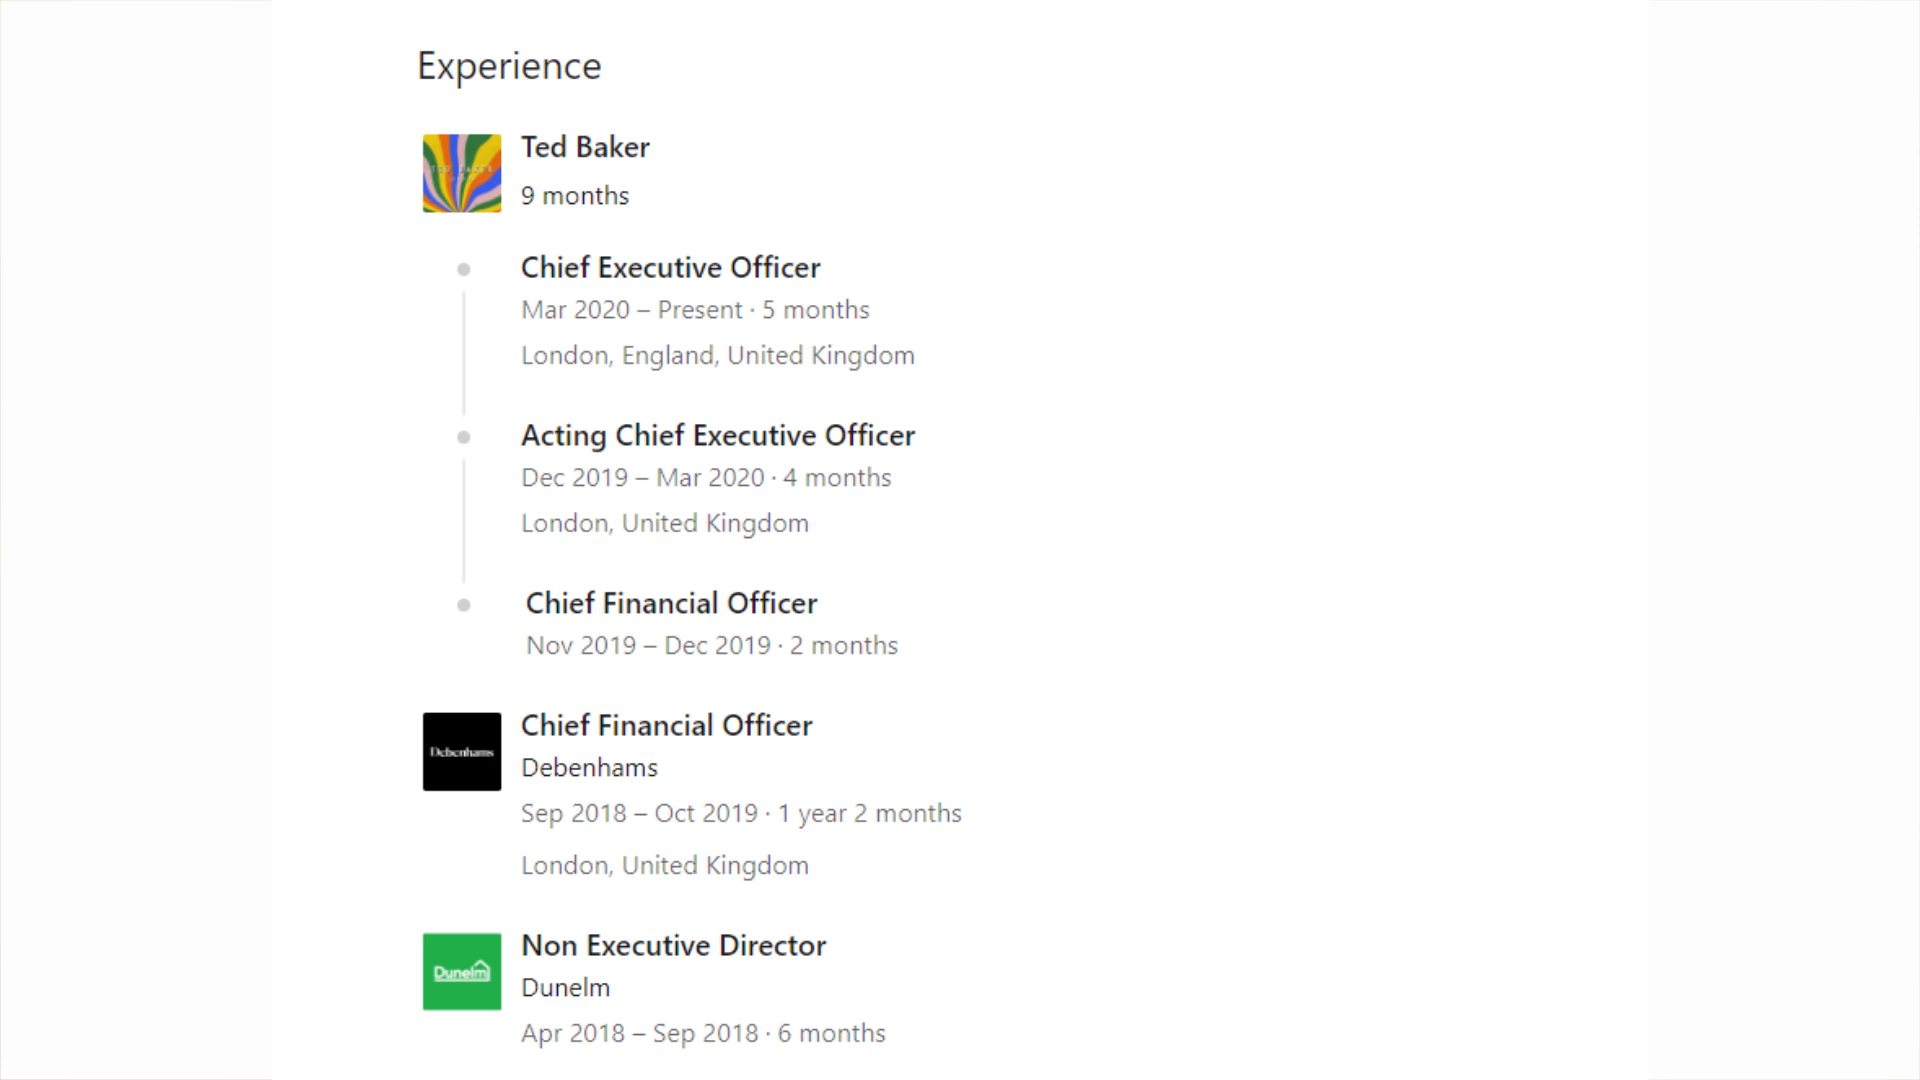 Experience
Ted Baker
9 months
Chief Executive Officer
Mar 2020 – Present · 5 months
London, England, United Kingdom
Acting Chief Executive Officer
Dec 2019 – Mar 2020 · 4 months
London, United Kingdom
Chief Financial Officer
Nov 2019 – Dec 2019 · 2 months
Debenhams
Chief Financial Officer
Debenhams
Sep 2018 – Oct 2019 · 1 year 2 months
London, United Kingdom
Dunelm
Non Executive Director
Dunelm
Apr 2018 – Sep 2018 · 6 months